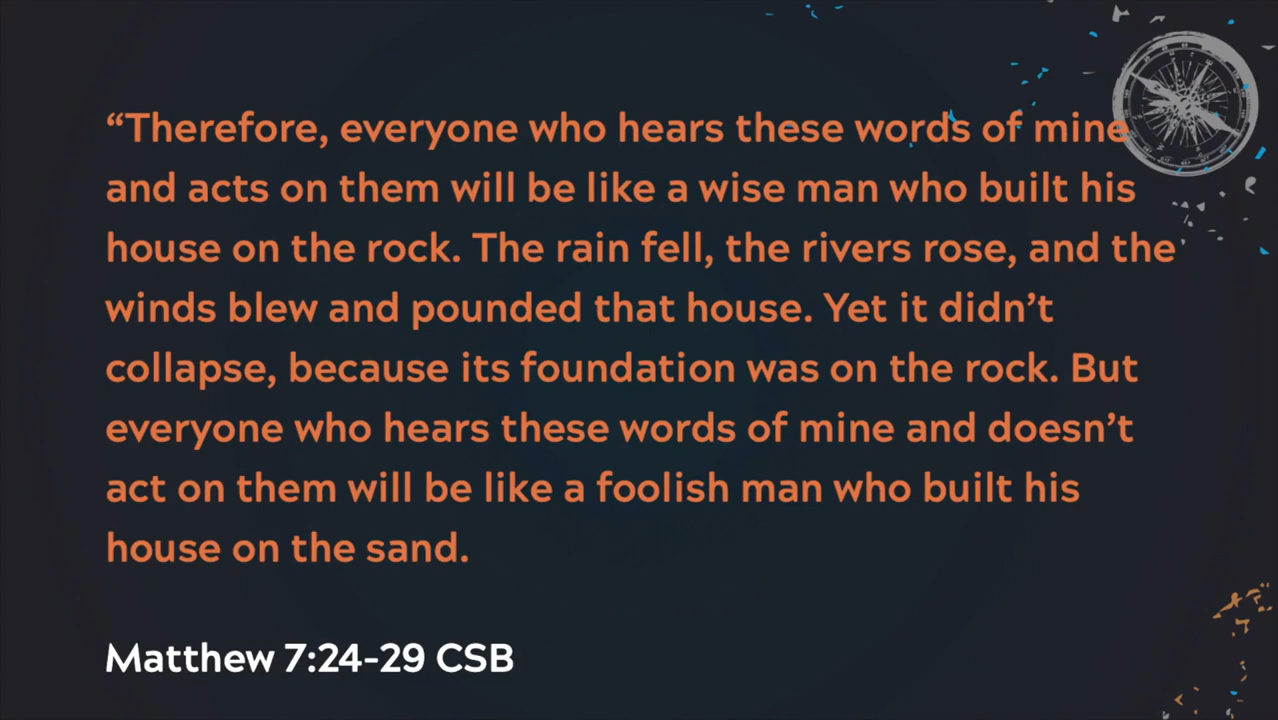 “Therefore, everyone who hears these words of mine
and acts on them will be like a wise man who built his
house on the rock. The rain fell, the rivers rose, and the
winds blew and pounded that house. Yet it didn’t
collapse, because its foundation was on the rock. But
everyone who hears these words of mine and doesn’t
act on them will be like a foolish man who built his
house on the sand.
Matthew 7:24-29 CSB